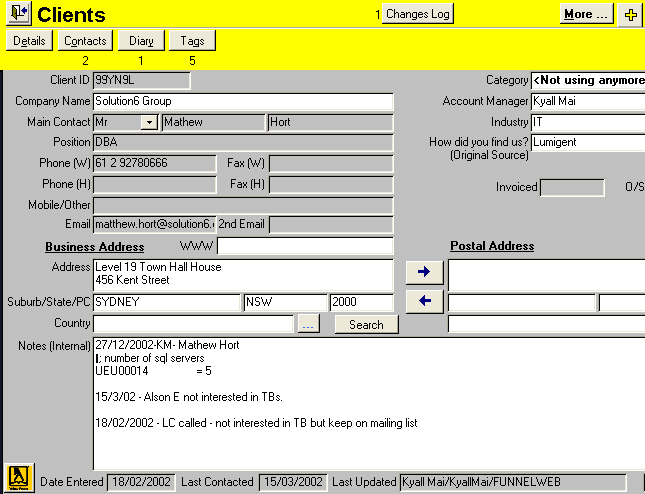 Clients
1 Changes Log More ...
Details Contacts Diary Tags
2 1 5
Client ID 99YN9L Category <Not using anymore
Company Name Solution6 Group Account Manager Kyall Mai
Main Contact Mr Mathew Hort Industry IT
Position DBA How did you find us? Lumigent
(Original Source)
Phone (W) 61 2 92780666 Fax (W)
Phone (H) Fax (H) Invoiced O/S
Mobile/Other
Email matthew.hort@solution6. 2nd Email
Business Address WWW Postal Address
Address Level 19 Town Hall House
456 Kent Street
Suburb/State/PC SYDNEY NSW 2000
Country ... Search
Notes (Internal) 27/12/2002-KM- Mathew Hort
; number of sql servers
UEU00014 = 5
15/3/02 - Alson E not interested in TBs.
18/02/2002 - LC called - not interested in TB but keep on mailing list
Date Entered 18/02/2002 Last Contacted 15/03/2002 Last Updated Kyall Mai/KyallMai/FUNNELWEB